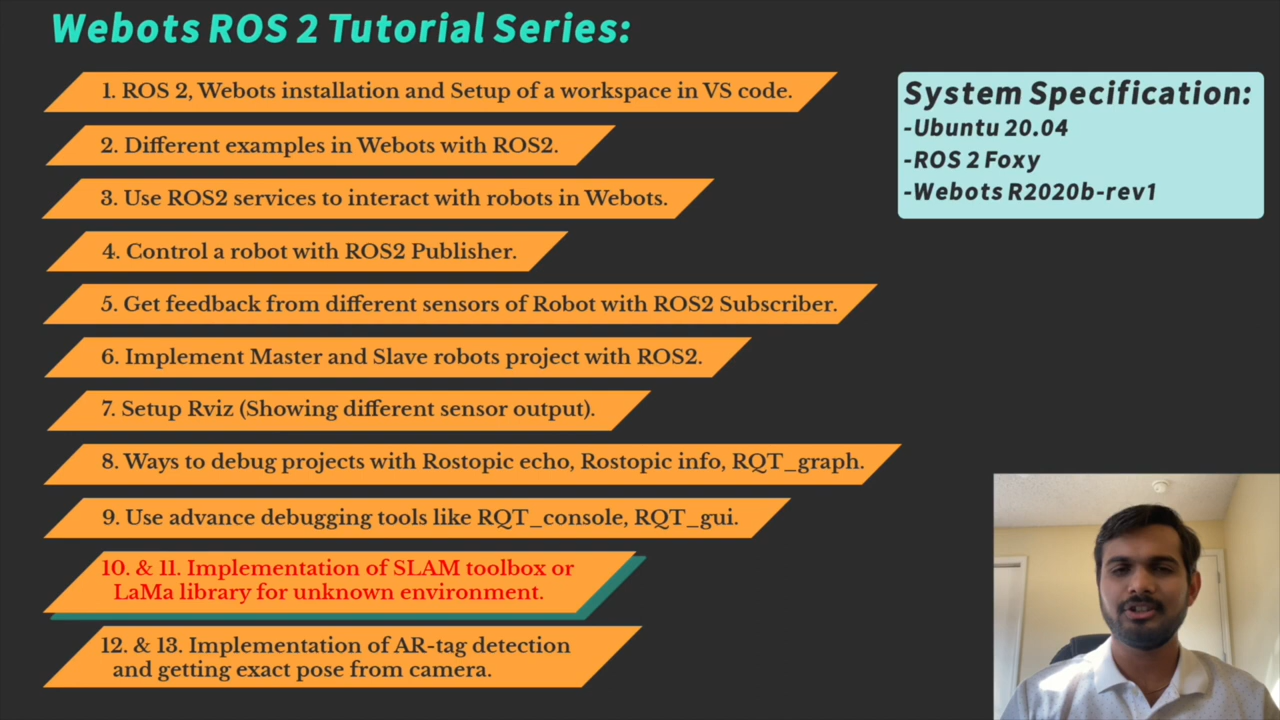 Webots ROS 2 Tutorial Series:
1. ROS 2, Webots installation and Setup of a workspace in VS code.
2. Different examples in Webots with ROS2.
3. Use ROS2 services to interact with robots in Webots.
4. Control a robot with ROS2 Publisher.
5. Get feedback from different sensors of Robot with ROS2 Subscriber.
6. Implement Master and Slave robots project with ROS2.
7. Setup Rviz (Showing different sensor output).
8. Ways to debug projects with Rostopic echo, Rostopic info, RQT_graph.
9. Use advance debugging tools like RQT_console, RQT_gui.
10. & 11. Implementation of SLAM toolbox or
LaMa library for unknown environment.
12. & 13. Implementation of AR-tag detection
and getting exact pose from camera.
System Specification:
-Ubuntu 20.04
-ROS 2 Foxy
-Webots R2020b-rev1